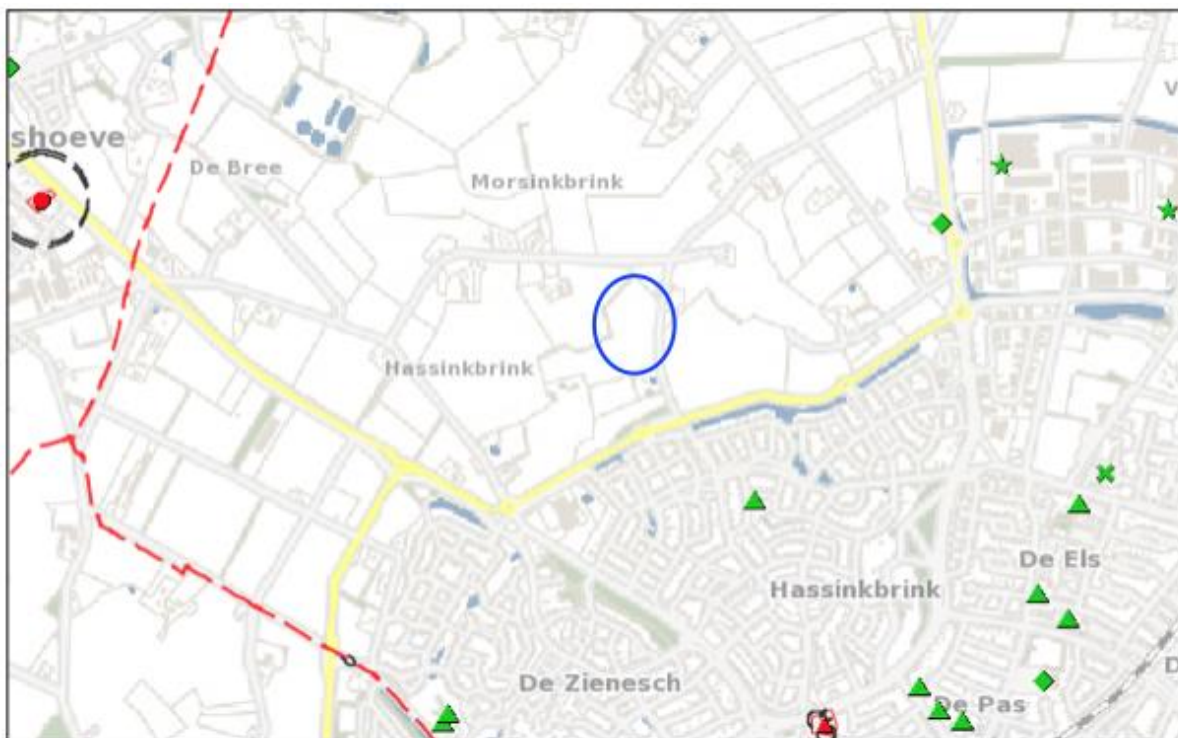 shoeve
De Bree
Morsinkbrink
Hassinkbrink
De Els
Hassinkbrink
De Zienesch
De Pas
V
D